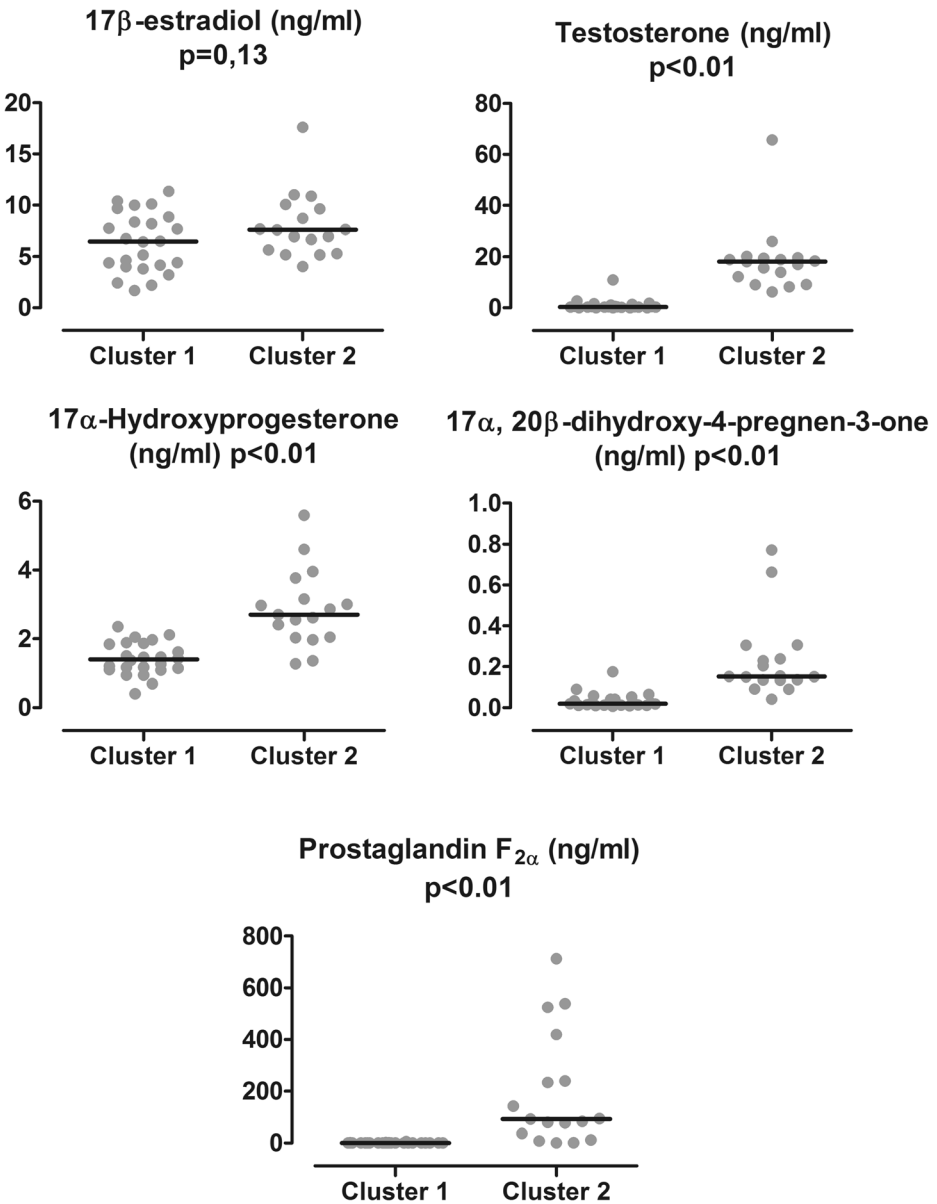 17β-estradiol (ng/ml)
p=0,13
20
15
10
5
0
Cluster 1 Cluster 2
Testosterone (ng/ml)
p<0.01
80
60
40
20
0
Cluster 1 Cluster 2
17α-Hydroxyprogesterone
(ng/ml) p<0.01
6
4
2
0
Cluster 1 Cluster 2
17α, 20β-dihydroxy-4-pregnen-3-one
(ng/ml) p<0.01
1.0
0.8
0.6
0.4
0.2
0.0
Cluster 1 Cluster 2
Prostaglandin F2α (ng/ml)
p<0.01
800
600
400
200
0
Cluster 1 Cluster 2